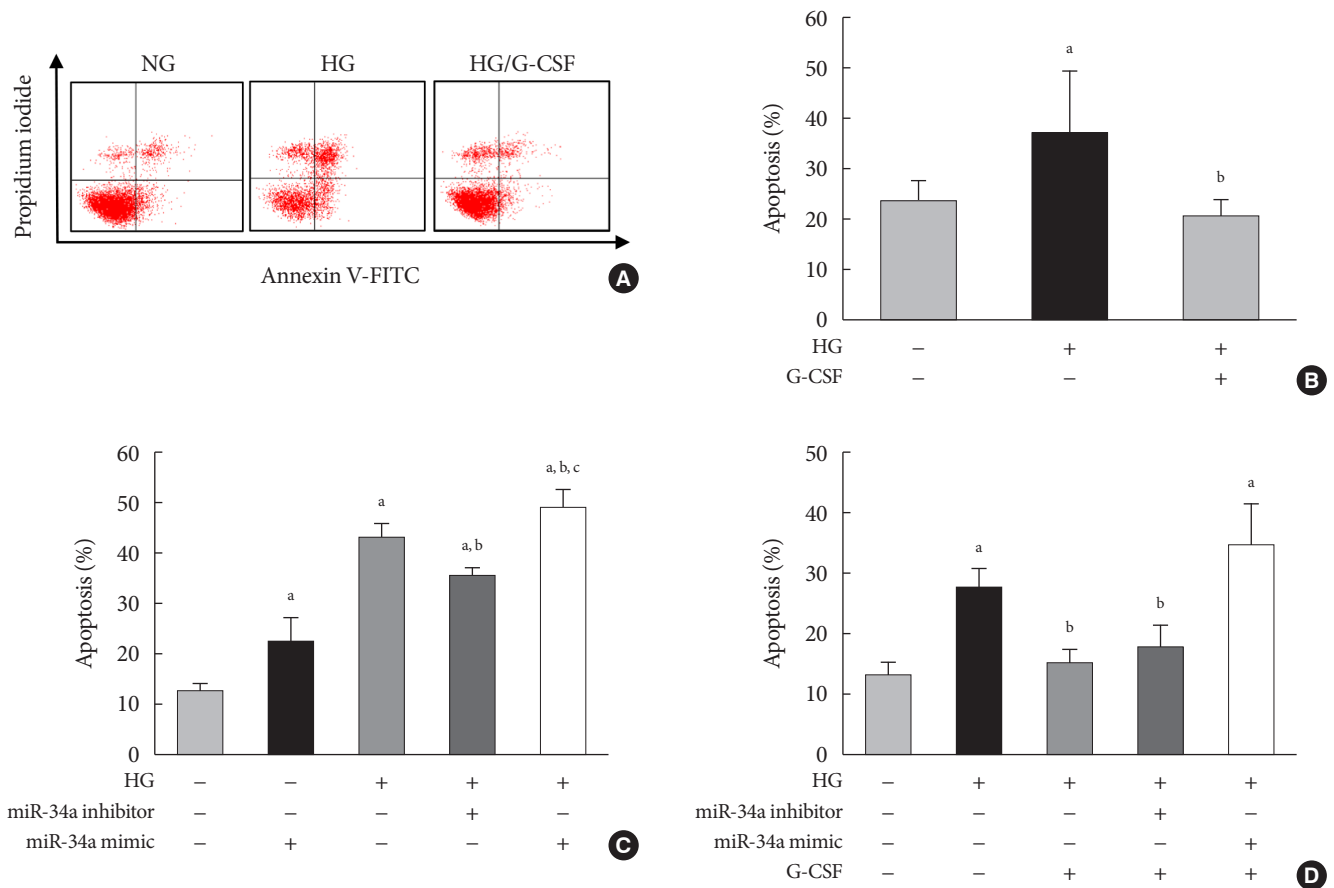 NG HG HG/G-CSF
Propidium iodide
Annexin V-FITC
A
60
50
40
30
20
10
0
Apoptosis (%)
a
b
HG − + +
G-CSF − − +
B
60
50
40
30
20
10
0
Apoptosis (%)
a
a
a, b
a, b, c
HG − − + + +
miR-34a inhibitor − − − + −
miR-34a mimic − + − − +
C
50
40
30
20
10
0
Apoptosis (%)
a
b
b
a
HG − + + + +
miR-34a inhibitor − − − + −
miR-34a mimic − − − − +
G-CSF − − + + +
D